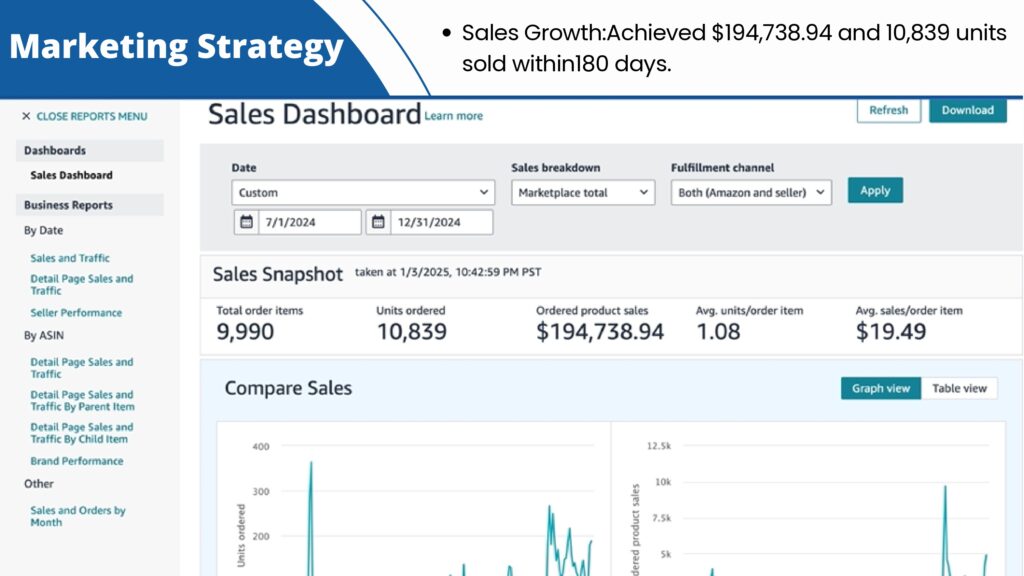 Marketing Strategy
• Sales Growth:Achieved $194,738.94 and 10,839 units
sold within180 days.
✕ CLOSE REPORTS MENU
Dashboards
Sales Dashboard
Business Reports
By Date
Sales and Traffic
Detail Page Sales and
Traffic
Seller Performance
By ASIN
Detail Page Sales and
Traffic
Detail Page Sales and
Traffic By Parent Item
Detail Page Sales and
Traffic By Child Item
Brand Performance
Other
Sales and Orders by
Month
Sales Dashboard Learn more
Refresh
Download
Date
Custom
7/1/2024
12/31/2024
Sales breakdown
Marketplace total
Fulfillment channel
Both (Amazon and seller)
Apply
Sales Snapshot taken at 1/3/2025, 10:42:59 PM PST
Total order items
9,990
Units ordered
10,839
Ordered product sales
$194,738.94
Avg. units/order item
1.08
Avg. sales/order item
$19.49
Compare Sales
Graph view
Table view
400
300
200
Units ordered
12.5k
10k
7.5k
5k
dered product sales